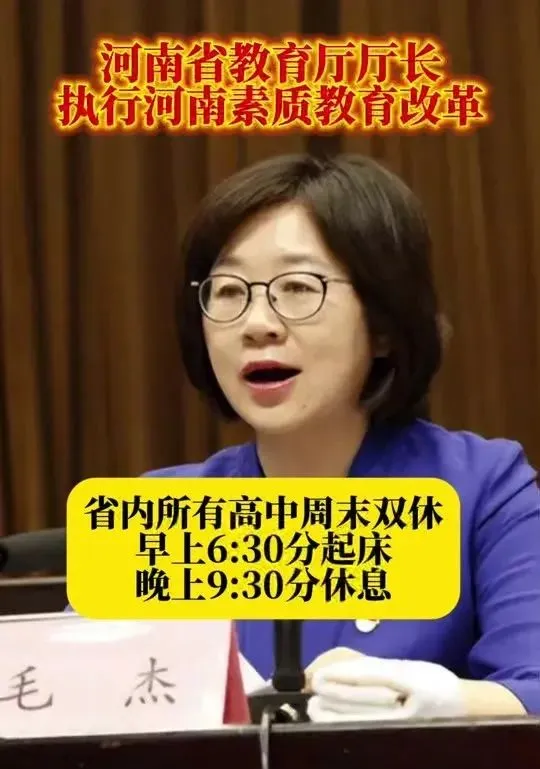 河南省教育厅厅长
执行河南素质教育改革
省内所有高中周末双休
早上6:30分起床
晚上9:30分休息
毛 杰